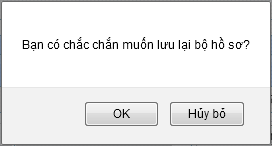 Bạn có chắc chắn muốn lưu lại bộ hồ sơ?
OK
Hủy bỏ